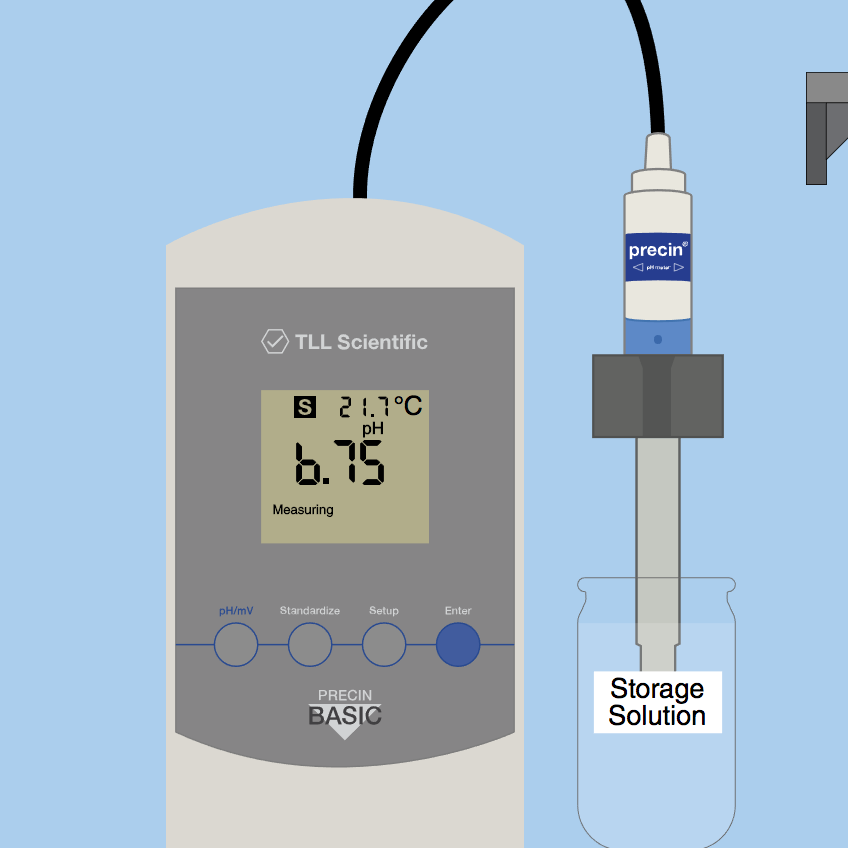 precin®
pH meter
TLL Scientific
S 21.7°C
pH
6.75
Measuring
pH/mV Standardize Setup Enter
Storage
Solution
PRECIN
BASIC